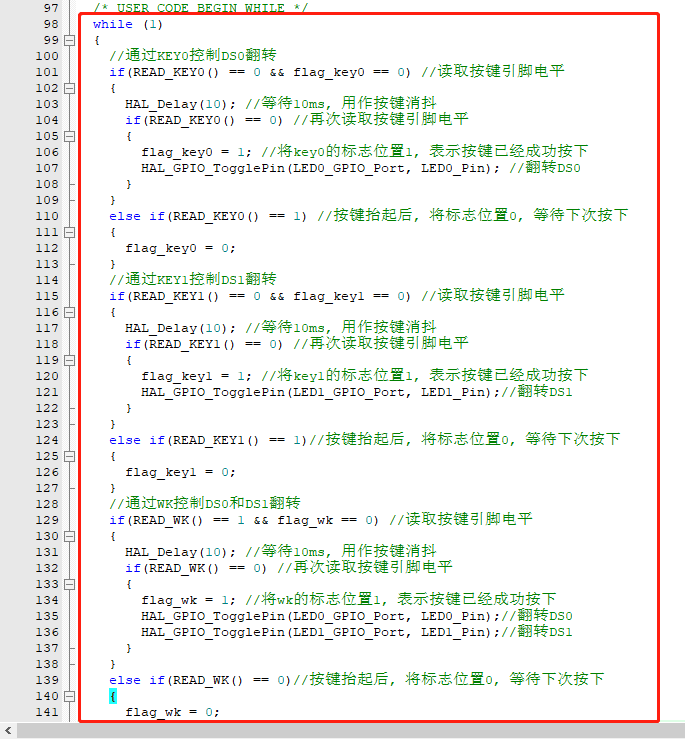 97 /* USER CODE BEGIN WHILE */
98 while (1)
99 {
100 //通过KEY0控制DS0翻转
101 if(READ_KEY0() == 0 && flag_key0 == 0) //读取按键引脚电平
102 {
103 HAL_Delay(10); //等待10ms, 用作按键消抖
104 if(READ_KEY0() == 0) //再次读取按键引脚电平
105 {
106 flag_key0 = 1; //将key0的标志位置1, 表示按键已经成功按下
107 HAL_GPIO_TogglePin(LED0_GPIO_Port, LED0_Pin); //翻转DS0
108 }
109 }
110 else if(READ_KEY0() == 1) //按键抬起后, 将标志位置0, 等待下次按下
111 {
112 flag_key0 = 0;
113 }
114 //通过KEY1控制DS1翻转
115 if(READ_KEY1() == 0 && flag_key1 == 0) //读取按键引脚电平
116 {
117 HAL_Delay(10); //等待10ms, 用作按键消抖
118 if(READ_KEY1() == 0) //再次读取按键引脚电平
119 {
120 flag_key1 = 1; //将key1的标志位置1, 表示按键已经成功按下
121 HAL_GPIO_TogglePin(LED1_GPIO_Port, LED1_Pin);//翻转DS1
122 }
123 }
124 else if(READ_KEY1() == 1)//按键抬起后, 将标志位置0, 等待下次按下
125 {
126 flag_key1 = 0;
127 }
128 //通过WK控制DS0和DS1翻转
129 if(READ_WK() == 1 && flag_wk == 0) //读取按键引脚电平
130 {
131 HAL_Delay(10); //等待10ms, 用作按键消抖
132 if(READ_WK() == 0) //再次读取按键引脚电平
133 {
134 flag_wk = 1; //将wk的标志位置1, 表示按键已经成功按下
135 HAL_GPIO_TogglePin(LED0_GPIO_Port, LED0_Pin);//翻转DS0
136 HAL_GPIO_TogglePin(LED1_GPIO_Port, LED1_Pin);//翻转DS1
137 }
138 }
139 else if(READ_WK() == 0)//按键抬起后, 将标志位置0, 等待下次按下
140 {
141 flag_wk = 0;